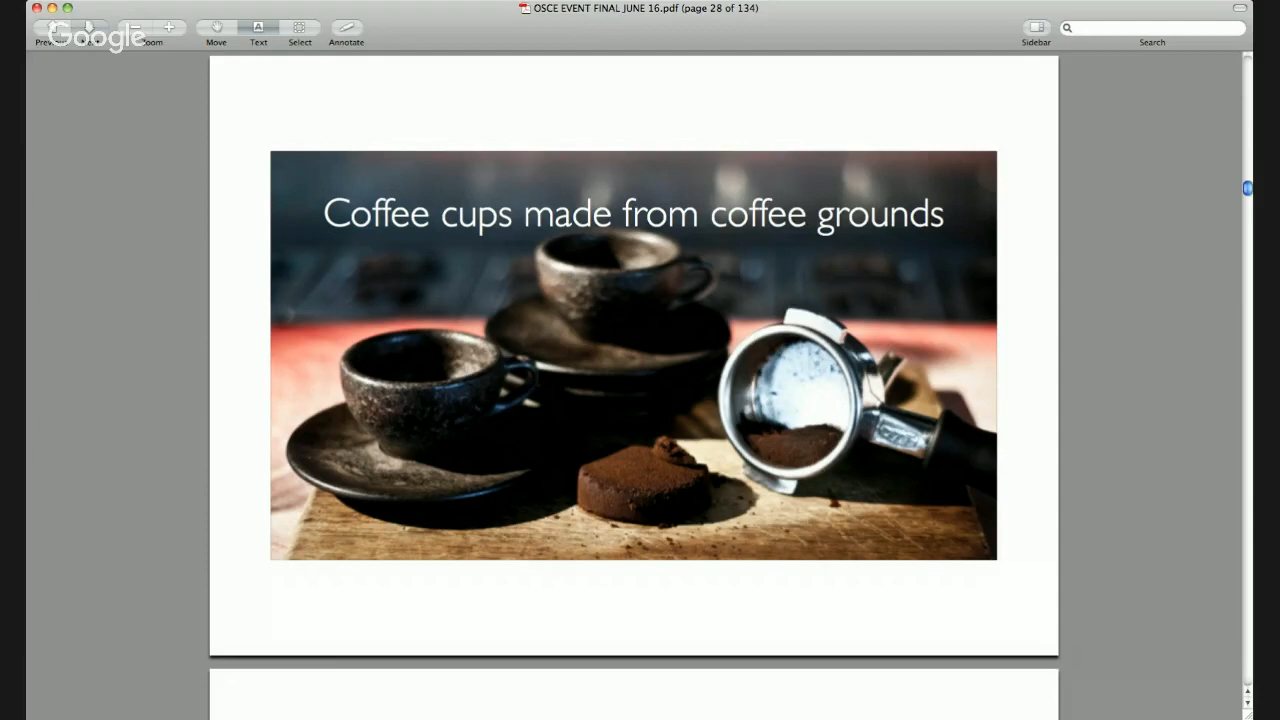 OSCE EVENT FINAL JUNE 16.pdf (page 28 of 134)
Google
Zoom
Move
Text
Select
Annotate
Sidebar
Search
Coffee cups made from coffee grounds